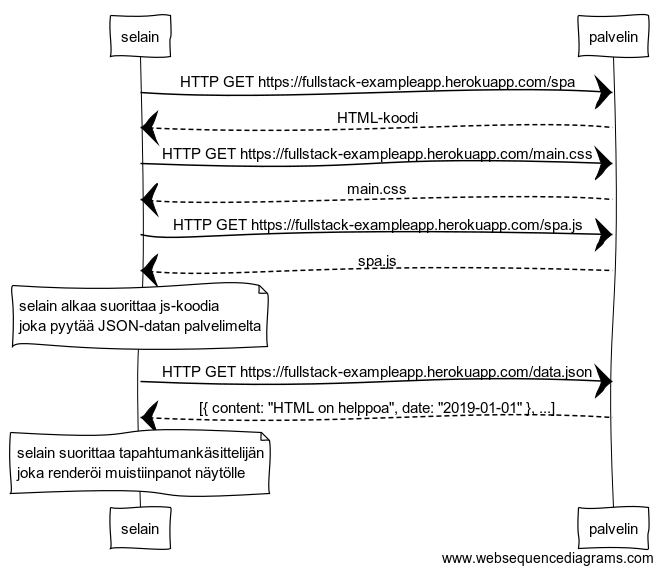 selain
palvelin
HTTP GET https://fullstack-exampleapp.herokuapp.com/spa
HTML-koodi
HTTP GET https://fullstack-exampleapp.herokuapp.com/main.css
main.css
HTTP GET https://fullstack-exampleapp.herokuapp.com/spa.js
spa.js
selain alkaa suorittaa js-koodia
joka pyytää JSON-datan palvelimelta
HTTP GET https://fullstack-exampleapp.herokuapp.com/data.json
[{ content: "HTML on helppoa", date: "2019-01-01" }, ...]
selain suorittaa tapahtumankäsittelijän
joka renderöi muistiinpanot näytölle
selain
palvelin
www.websequencediagrams.com